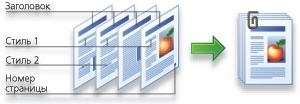 Заголовок
Стиль 1
Стиль 2
Номер
страницы